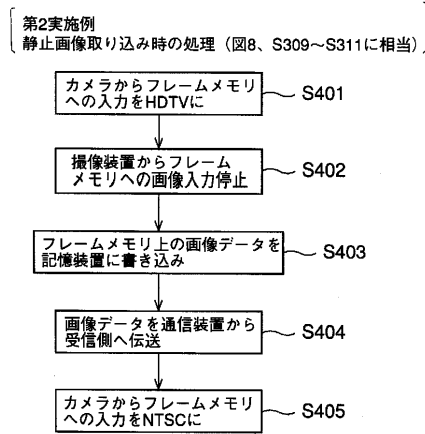 第2実施例
静止画像取り込み時の処理（図8、S309～S311に相当）
カメラからフレームメモリ
への入力をHDTVに
S401
撮像装置からフレーム
メモリへの画像入力停止
S402
フレームメモリ上の画像データを
記憶装置に書き込み
S403
画像データを通信装置から
受信側へ伝送
S404
カメラからフレームメモリ
への入力をNTSCに
S405